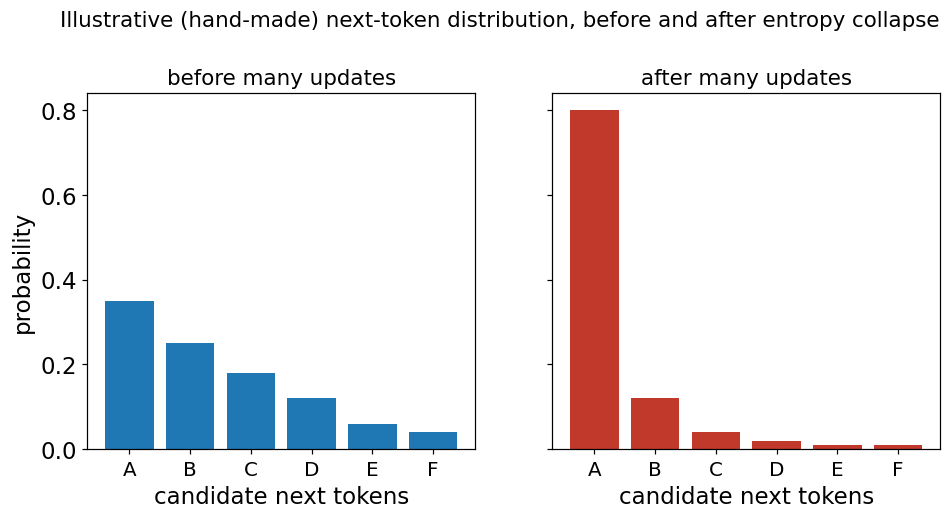 Illustrative (hand-made) next-token distribution, before and after entropy collapse
before many updates
after many updates
0.8
0.6
0.4
0.2
0.0
probability
A B C D E F
A B C D E F
candidate next tokens
candidate next tokens